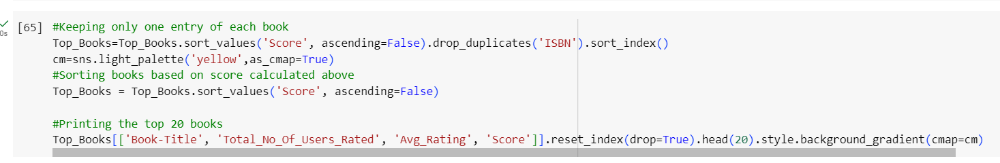 [65] #Keeping only one entry of each book
Top_Books=Top_Books.sort_values('Score', ascending=False).drop_duplicates('ISBN').sort_index()
cm=sns.light_palette('yellow',as_cmap=True)
#Sorting books based on score calculated above
Top_Books = Top_Books.sort_values('Score', ascending=False)
#Printing the top 20 books
Top_Books[['Book-Title', 'Total_No_Of_Users_Rated', 'Avg_Rating', 'Score']].reset_index(drop=True).head(20).style.background_gradient(cmap=cm)
0s